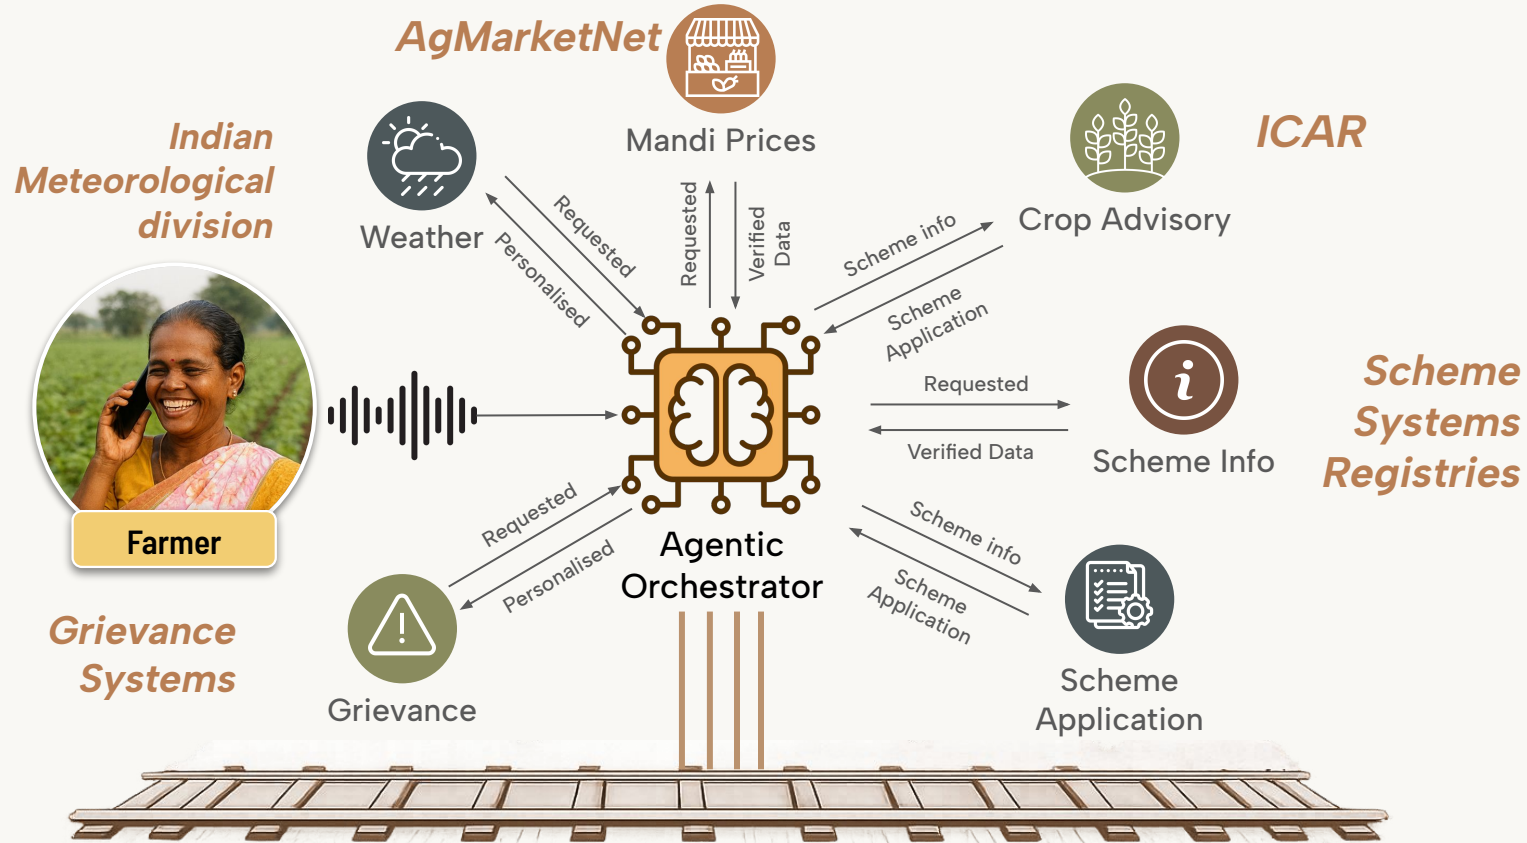 AgMarketNet
Mandi Prices
Indian
Meteorological
division
Weather
ICAR
Crop Advisory
Requested
Personalised
Requested
Verified
Data
Scheme info
Scheme
Application
Farmer
Requested
Verified Data
Scheme Info
Scheme
Systems
Registries
Agentic
Orchestrator
Requested
Personalised
Scheme info
Scheme
Application
Grievance
Systems
Grievance
Scheme
Application